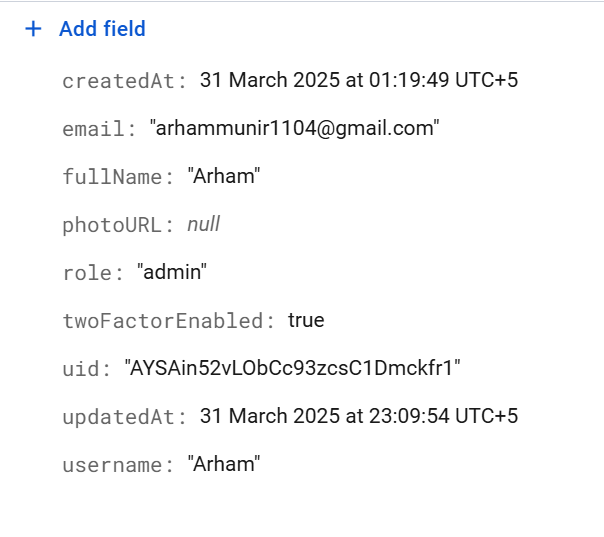 + Add field
createdAt: 31 March 2025 at 01:19:49 UTC+5
email: "arhammunir1104@gmail.com"
fullName: "Arham"
photoURL: null
role: "admin"
twoFactorEnabled: true
uid: "AYSAin52vLObCc93zcsC1Dmckfr1"
updatedAt: 31 March 2025 at 23:09:54 UTC+5
username: "Arham"